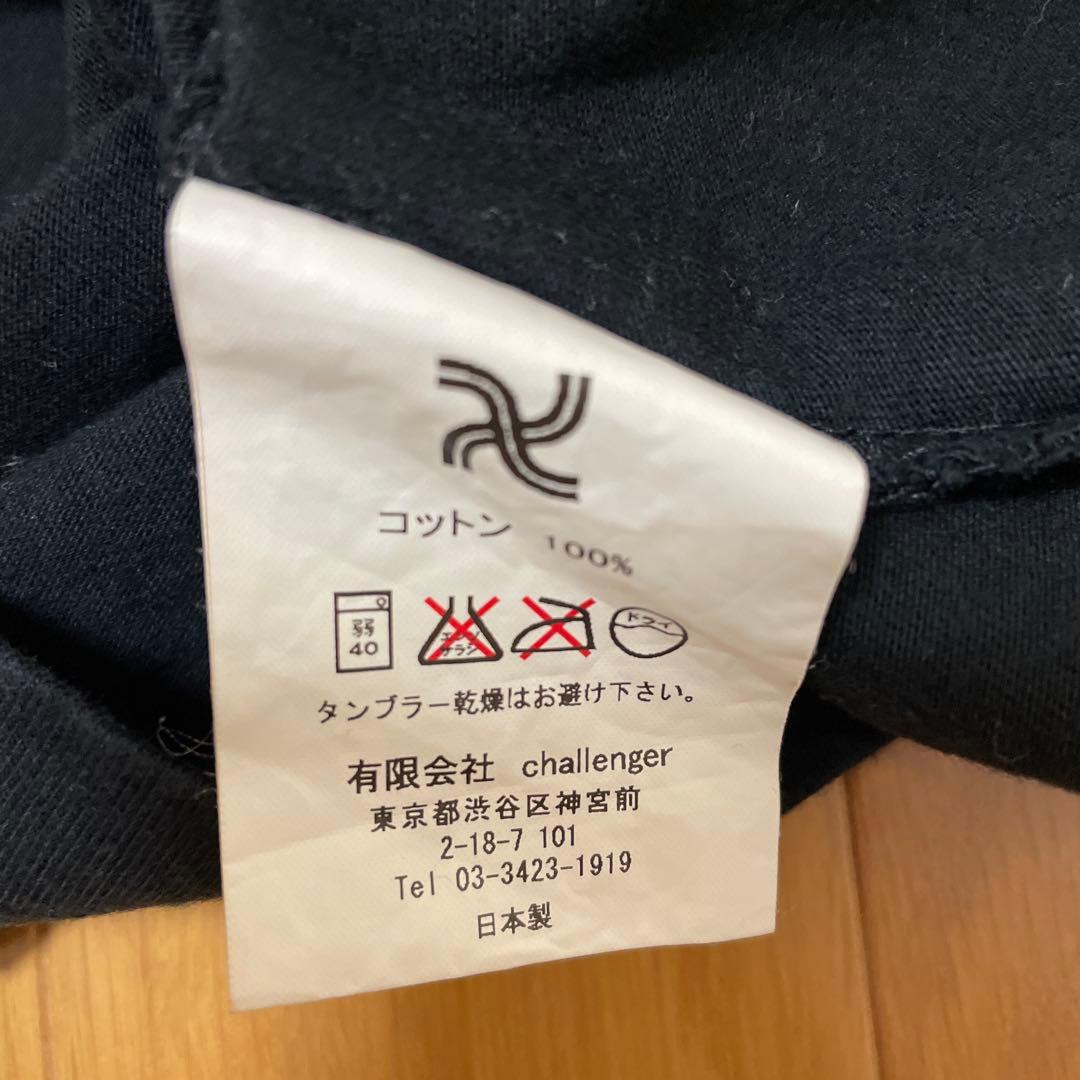 コットン 100%
弱
40
エンソ
サラシ
ドライ
タンブラー乾燥はお避け下さい。
有限会社 challenger
東京都渋谷区神宮前
2-18-7 101
Tel 03-3423-1919
日本製